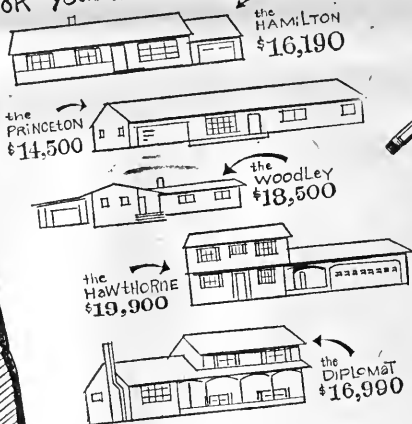 OR YOUR
the
HAMILTON
$16,190
the
PRINCETON
$14,500
the
WOODLEY
$18,500
the
HAWTHORNE
$19,900
the
DIPLOMAT
$16,990